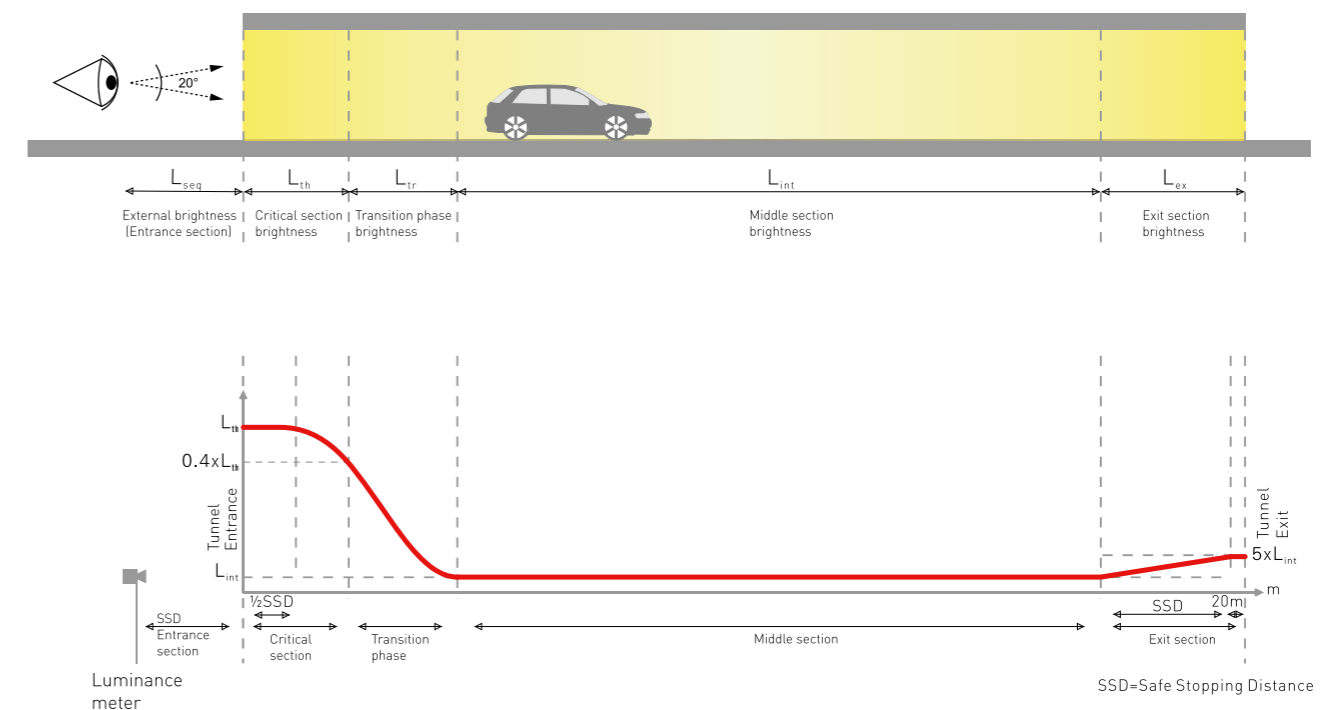 20°
Lseq
Lth
Ltr
Lint
Lex
External brightness
(Entrance section)
Critical section
brightness
Transition phase
brightness
Middle section
brightness
Exit section
brightness
Lth
0.4xLth
Tunnel
Entrance
Lint
Tunnel
Exit
5xLint
m
½SSD
SSD
20m
SSD
Entrance
section
Critical
section
Transition
phase
Middle section
Exit section
Luminance
meter
SSD=Safe Stopping Distance